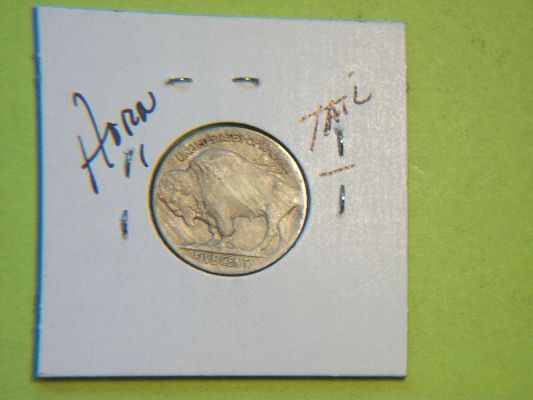 HORN
TAIL
UNITED STATES OF AMERICA
FIVE CENTS